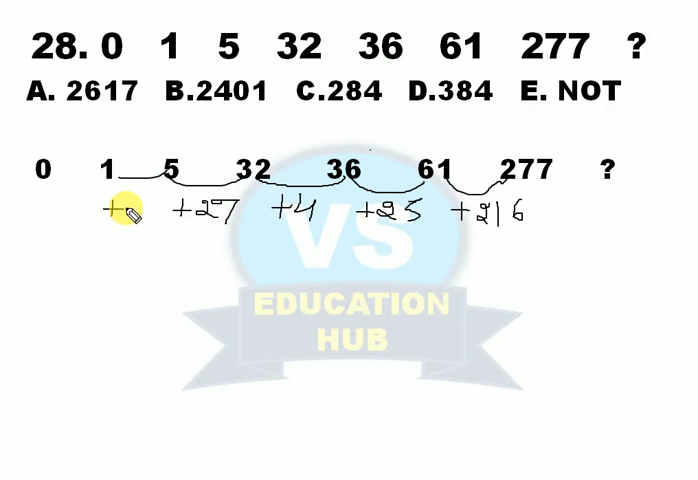 28. 0 1 5 32 36 61 277 ?
A. 2617 B.2401 C.284 D.384 E. NOT
0 1 5 32 36 61 277 ?
+ +27 +4 +25 +216
VS
EDUCATION
HUB